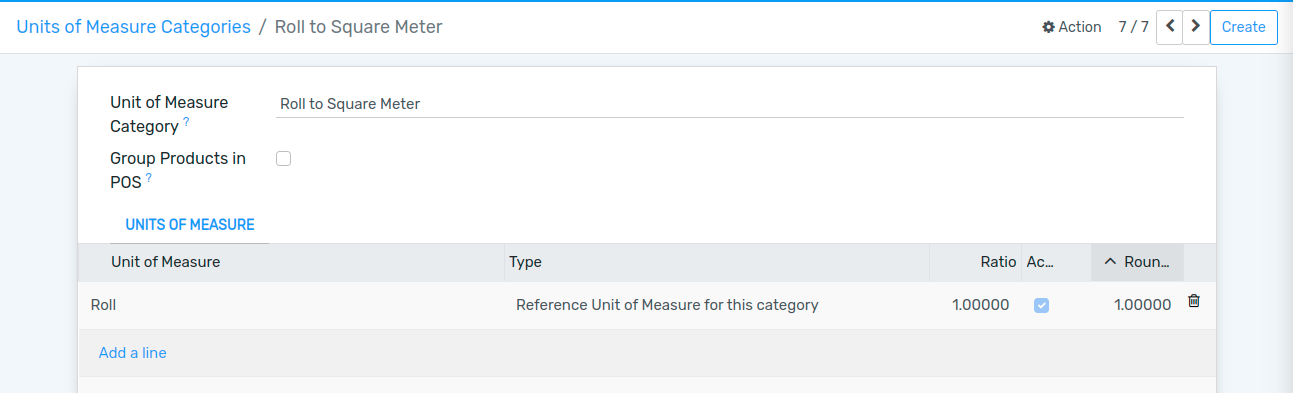 Units of Measure Categories / Roll to Square Meter
Action 7 / 7 Create
Unit of Measure
Category ? Roll to Square Meter
Group Products in
POS ?
UNITS OF MEASURE
Unit of Measure Type Ratio Ac... Roun...
Roll Reference Unit of Measure for this category 1.00000 1.00000
Add a line